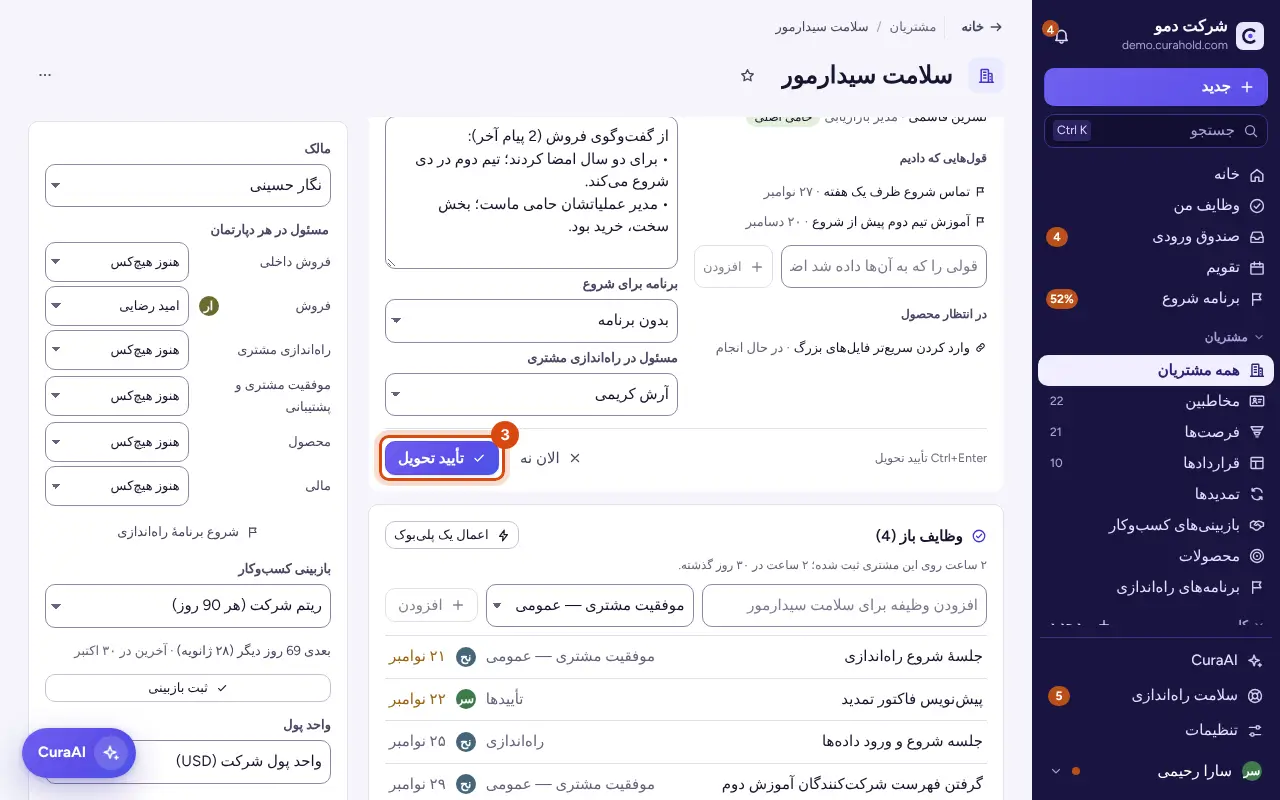 شرکت دمو
demo.curahold.com
4
+ جدید
جستجو
Ctrl K
خانه
وظایف من
صندوق ورودی
4
تقویم
برنامه شروع
52%
مشتریان
همه مشتریان
مخاطبین
22
فرصت‌ها
21
قراردادها
10
تمدیدها
بازبینی‌های کسب‌وکار
محصولات
برنامه‌های راه‌اندازی
CuraAI
سلامت راه‌اندازی
5
تنظیمات
سر
سارا رحیمی
خانه
مشتریان / سلامت سیدارمور
سلامت سیدارمور
...
نسرین قاسمی · مدیر بازاریابی
حامی اصلی
قول‌هایی که دادیم
تماس شروع ظرف یک هفته · ۲۷ نوامبر
آموزش تیم دوم پیش از شروع · ۲۰ دسامبر
قولی را که به آن‌ها داده شد اض
+ افزودن
در انتظار محصول
وارد کردن سریع‌تر فایل‌های بزرگ · در حال انجام
از گفت‌وگوی فروش (2 پیام آخر):
• برای دو سال امضا کردند؛ تیم دوم در دی
شروع می‌کند.
• مدیر عملیاتشان حامی ماست؛ بخش
سخت، خرید بود.
برنامه برای شروع
بدون برنامه
مسئول در راه‌اندازی مشتری
آرش کریمی
Ctrl+Enter تأیید تحویل
الان نه
تأیید تحویل
3
وظایف باز (4)
اعمال یک پلی‌بوک
۲ ساعت روی این مشتری ثبت شده؛ ۲ ساعت در ۳۰ روز گذشته.
افزودن وظیفه برای سلامت سیدارمور
موفقیت مشتری — عمومی
+ افزودن
جلسهٔ شروع راه‌اندازی
موفقیت مشتری — عمومی
نح
۲۱ نوامبر
پیش‌نویس فاکتور تمدید
تأییدها
سر
۲۲ نوامبر
جلسه شروع و ورود داده‌ها
راه‌اندازی
نح
۲۵ نوامبر
گرفتن فهرست شرکت‌کنندگان آموزش دوم
موفقیت مشتری — عمومی
نح
۲۹ نوامبر
مالک
نگار حسینی
مسئول در هر دپارتمان
فروش داخلی
هنوز هیچ‌کس
فروش
ار
امید رضایی
راه‌اندازی مشتری
هنوز هیچ‌کس
موفقیت مشتری و
پشتیبانی
هنوز هیچ‌کس
محصول
هنوز هیچ‌کس
مالی
هنوز هیچ‌کس
شروع برنامهٔ راه‌اندازی
بازبینی کسب‌وکار
ریتم شرکت (هر 90 روز)
بعدی 69 روز دیگر (۲۸ ژانویه) · آخرین در ۳۰ اکتبر
ثبت بازبینی
واحد پول
واحد پول شرکت (USD)
CuraAI